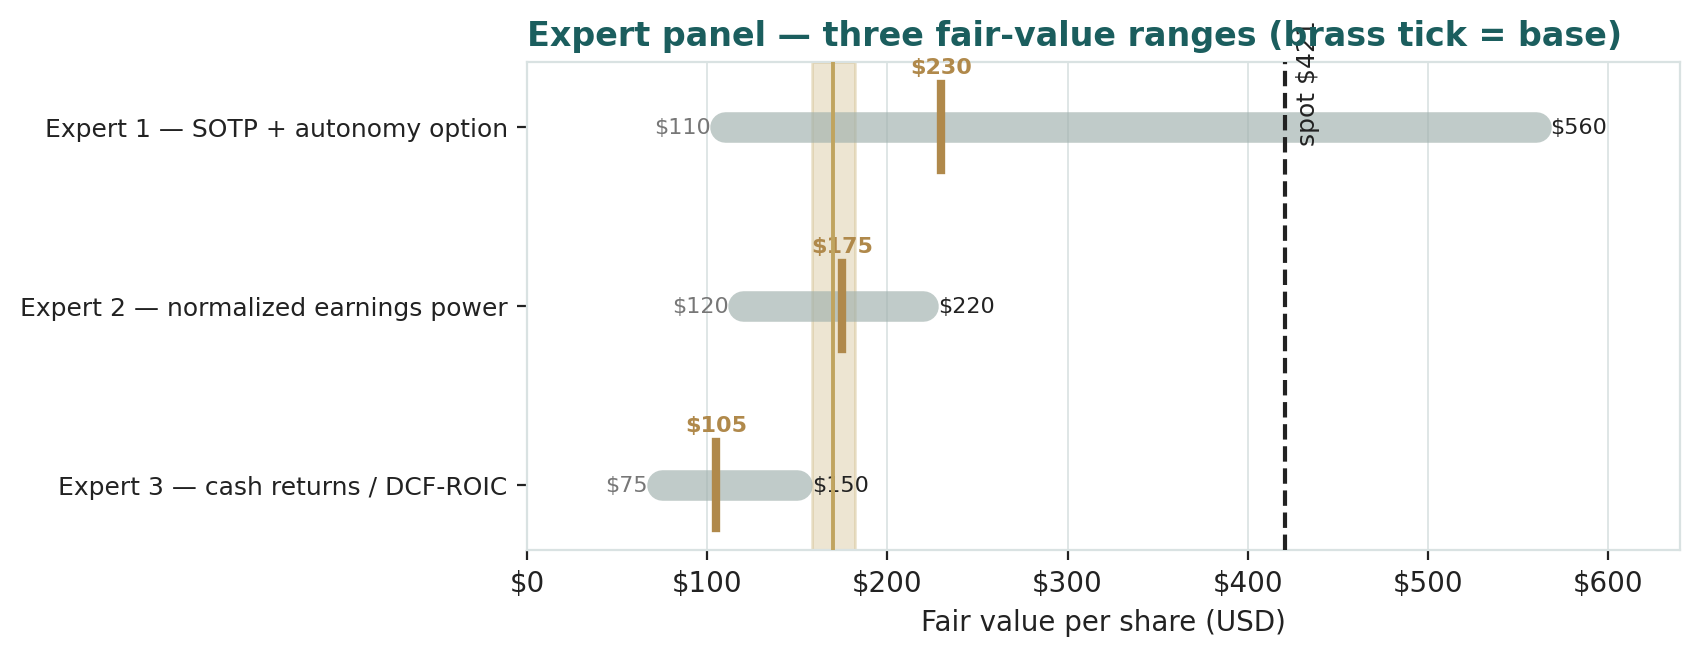 Expert panel — three fair-value ranges (brass tick = base)
spot $421
Expert 1 — SOTP + autonomy option
$110
$230
$560
Expert 2 — normalized earnings power
$120
$175
$220
Expert 3 — cash returns / DCF-ROIC
$75
$105
$150
$0 $100 $200 $300 $400 $500 $600
Fair value per share (USD)